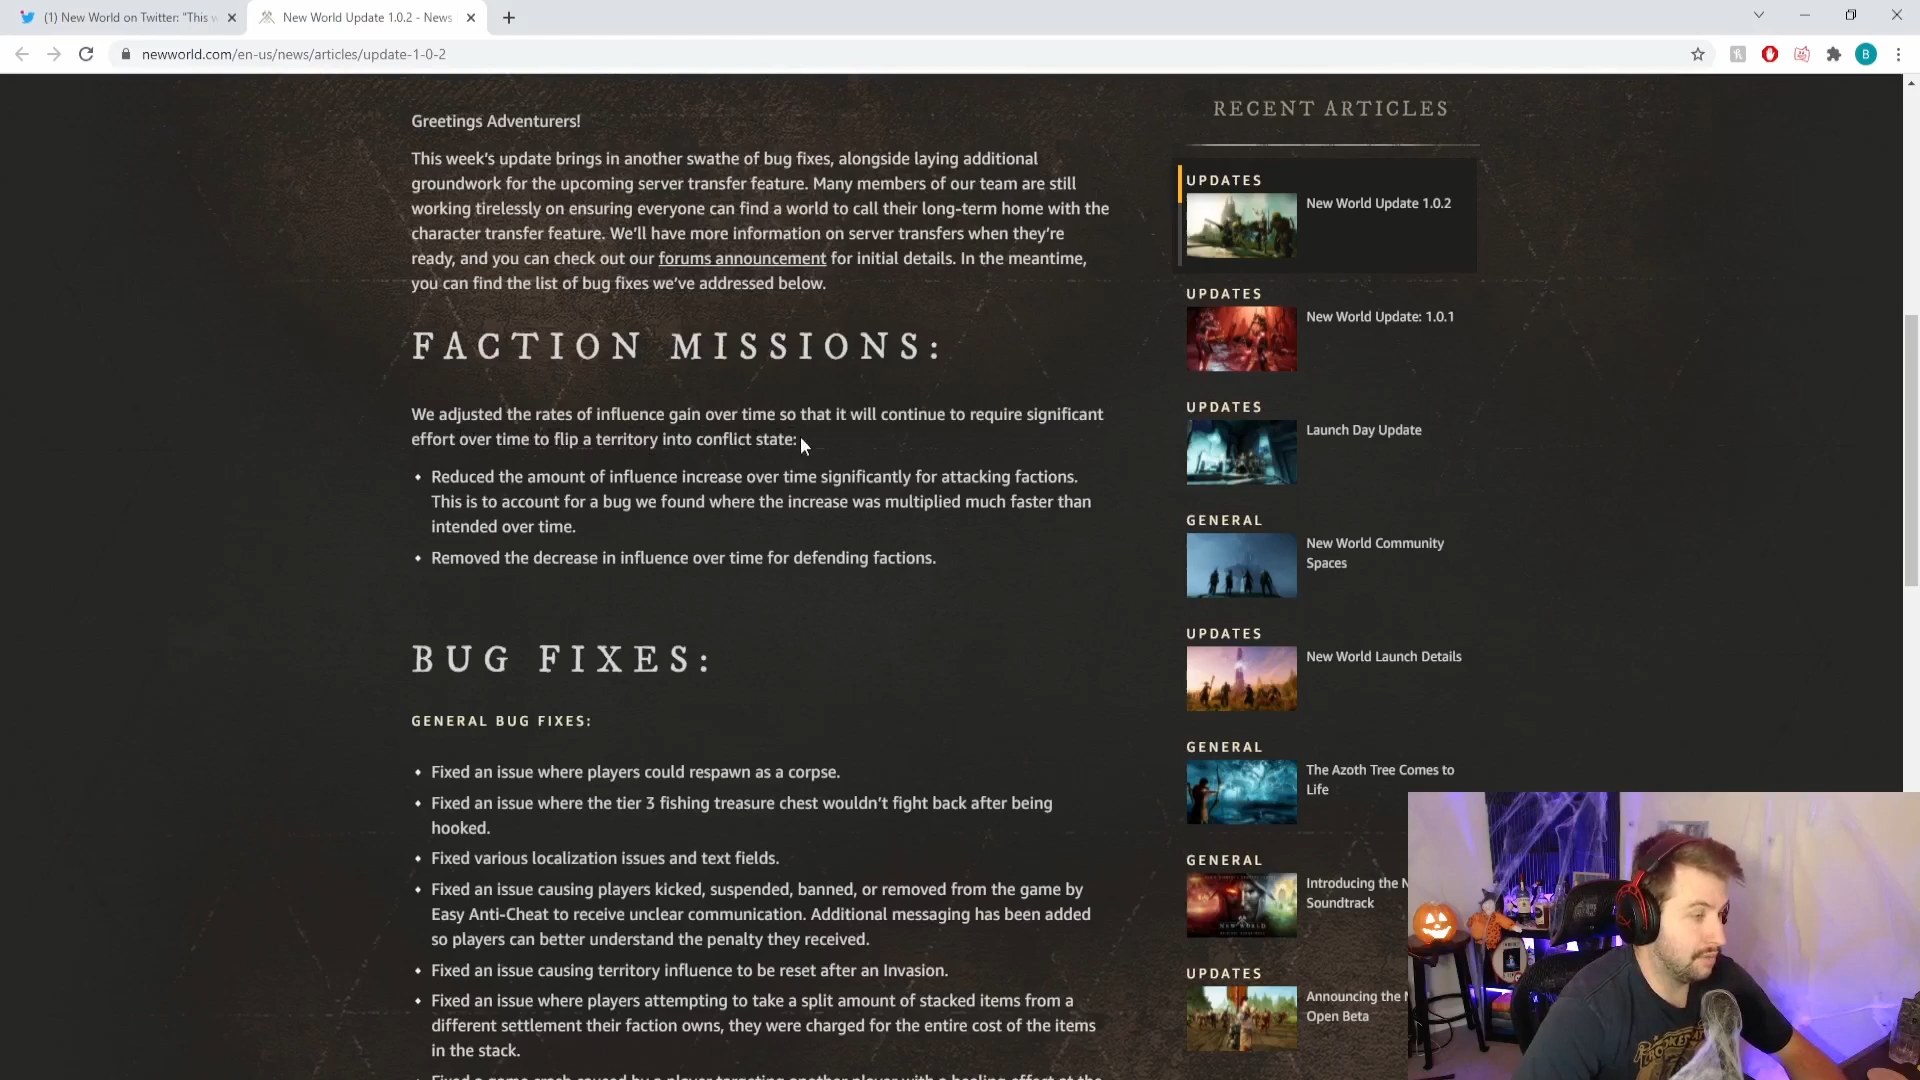 (1) New World on Twitter: "This w
New World Update 1.0.2 - News
newworld.com/en-us/news/articles/update-1-0-2
B
Greetings Adventurers!
This week's update brings in another swathe of bug fixes, alongside laying additional
groundwork for the upcoming server transfer feature. Many members of our team are still
working tirelessly on ensuring everyone can find a world to call their long-term home with the
character transfer feature. We'll have more information on server transfers when they're
ready, and you can check out our forums announcement for initial details. In the meantime,
you can find the list of bug fixes we've addressed below.
FACTION MISSIONS:
We adjusted the rates of influence gain over time so that it will continue to require significant
effort over time to flip a territory into conflict state:
Reduced the amount of influence increase over time significantly for attacking factions.
This is to account for a bug we found where the increase was multiplied much faster than
intended over time.
Removed the decrease in influence over time for defending factions.
BUG FIXES:
GENERAL BUG FIXES:
Fixed an issue where players could respawn as a corpse.
Fixed an issue where the tier 3 fishing treasure chest wouldn't fight back after being
hooked.
Fixed various localization issues and text fields.
Fixed an issue causing players kicked, suspended, banned, or removed from the game by
Easy Anti-Cheat to receive unclear communication. Additional messaging has been added
so players can better understand the penalty they received.
Fixed an issue causing territory influence to be reset after an Invasion.
Fixed an issue where players attempting to take a split amount of stacked items from a
different settlement their faction owns, they were charged for the entire cost of the items
in the stack.
Fixed a game crash caused by a player targeting another player with a healing effect at the
RECENT ARTICLES
UPDATES
New World Update 1.0.2
UPDATES
New World Update: 1.0.1
UPDATES
Launch Day Update
GENERAL
New World Community
Spaces
UPDATES
New World Launch Details
GENERAL
The Azoth Tree Comes to
Life
GENERAL
Introducing the N
Soundtrack
UPDATES
Announcing the N
Open Beta